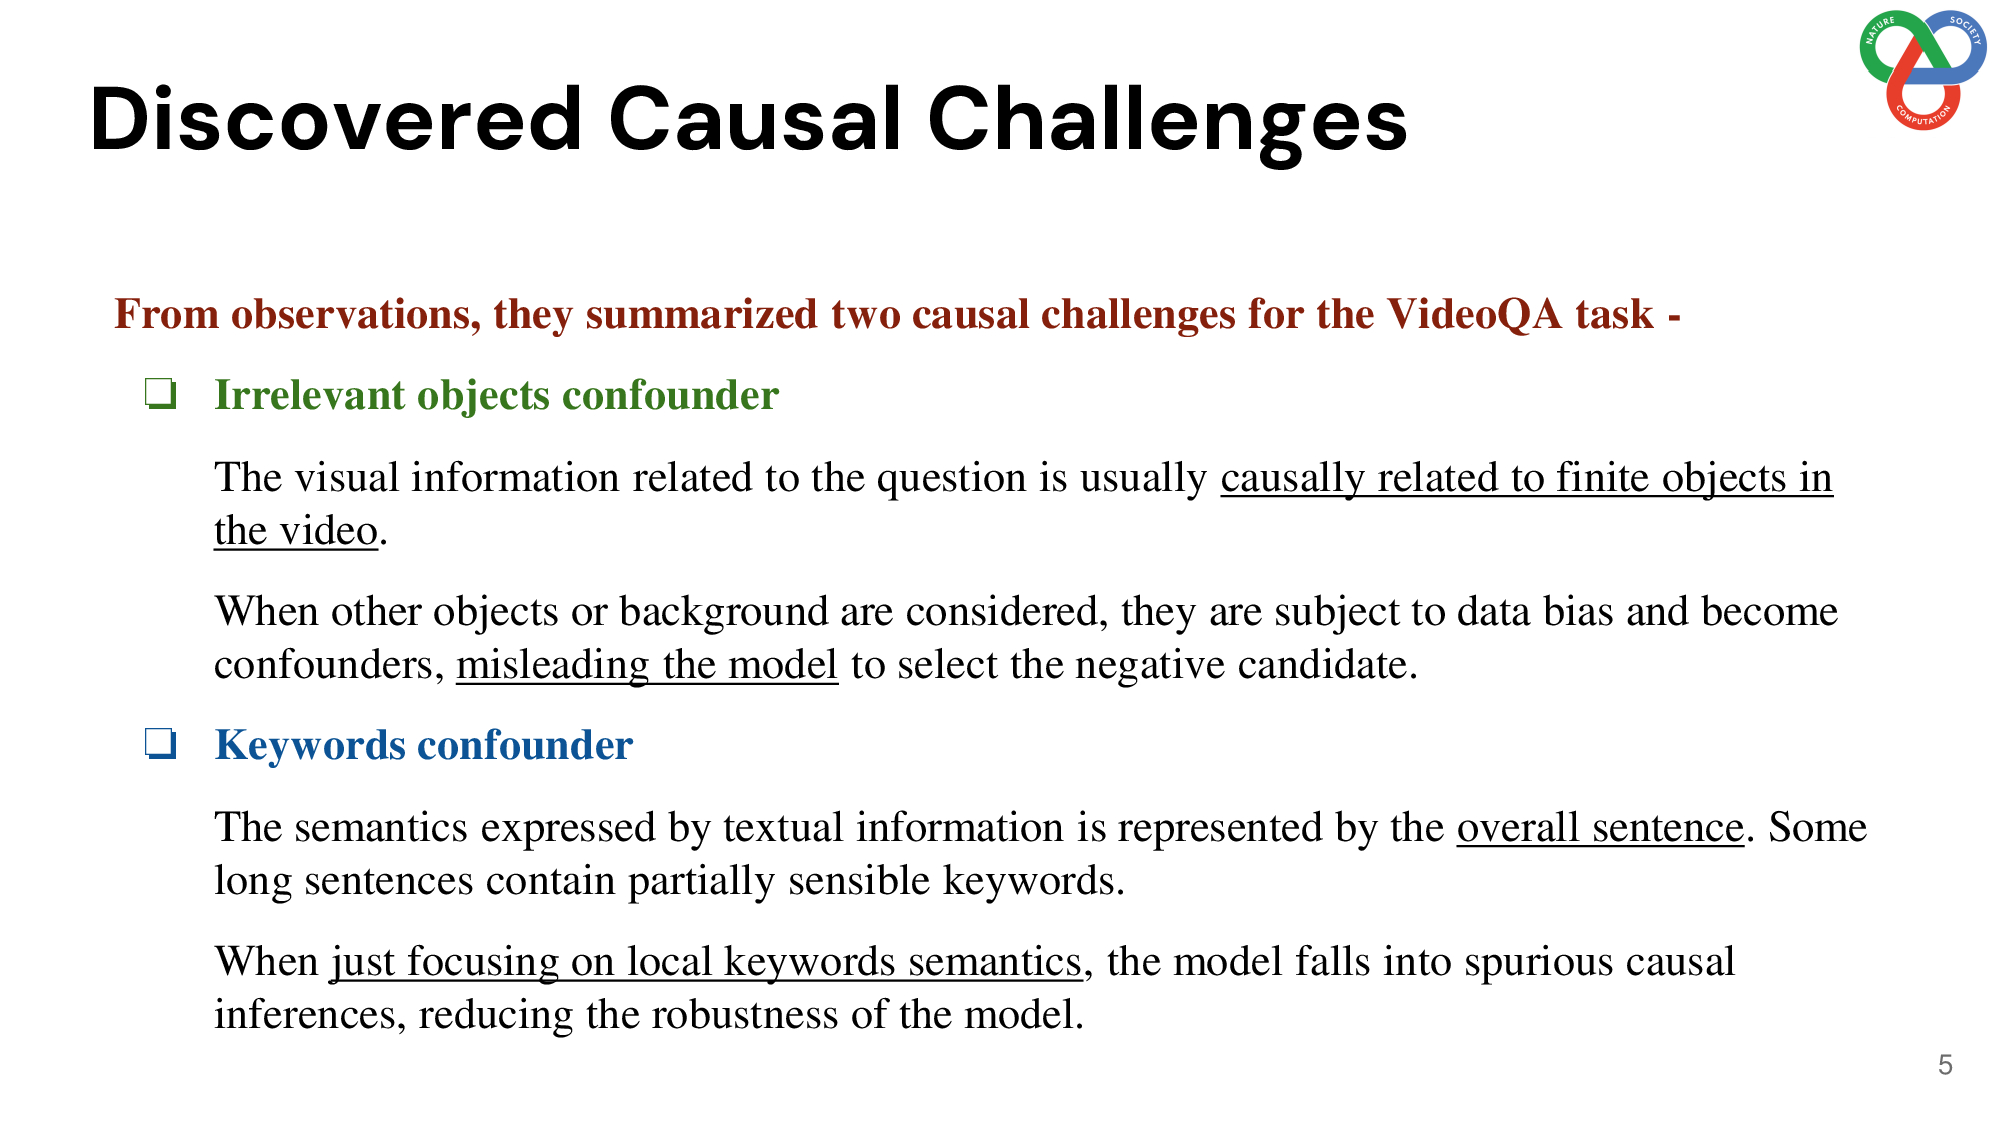 NATURE
SOCIETY
COMPUTATION
Discovered Causal Challenges
From observations, they summarized two causal challenges for the VideoQA task -
❏ Irrelevant objects confounder
The visual information related to the question is usually causally related to finite objects in
the video.
When other objects or background are considered, they are subject to data bias and become
confounders, misleading the model to select the negative candidate.
❏ Keywords confounder
The semantics expressed by textual information is represented by the overall sentence. Some
long sentences contain partially sensible keywords.
When just focusing on local keywords semantics, the model falls into spurious causal
inferences, reducing the robustness of the model.
5